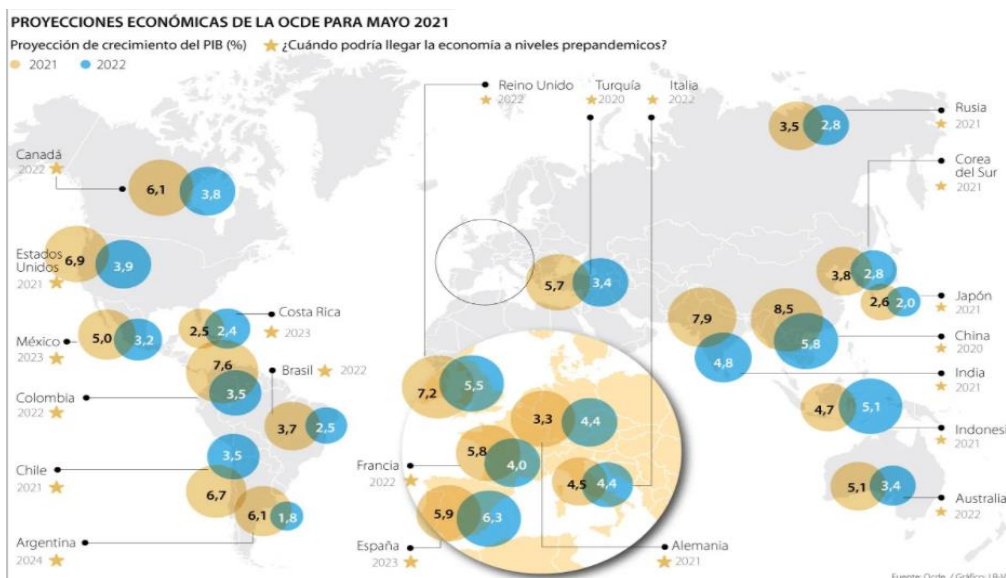 PROYECCIONES ECONÓMICAS DE LA OCDE PARA MAYO 2021
Proyección de crecimiento del PIB (%)
2021
2022
¿Cuándo podría llegar la economía a niveles prepandemicos?
Canadá
2022
6,1
3,8
Estados
Unidos
2021
6,9
3,9
México
2023
5,0
3,2
Costa Rica
2023
2,5
2,4
Colombia
2022
7,6
3,5
Brasil
2022
3,7
2,5
Chile
2021
3,5
6,7
Argentina
2024
6,1
1,8
Reino Unido
2022
7,2
5,5
Turquía
2020
5,7
3,4
Italia
2022
4,5
4,4
Francia
2022
5,8
4,0
España
2023
5,9
6,3
Alemania
2021
3,3
4,4
Rusia
2021
3,5
2,8
Corea
del Sur
2021
3,8
2,8
Japón
2021
2,6
2,0
China
2020
8,5
5,8
India
2021
7,9
4,8
Indonesi
2021
4,7
5,1
Australia
2022
5,1
3,4
Fuente: Ocde / Gráfico: LR-